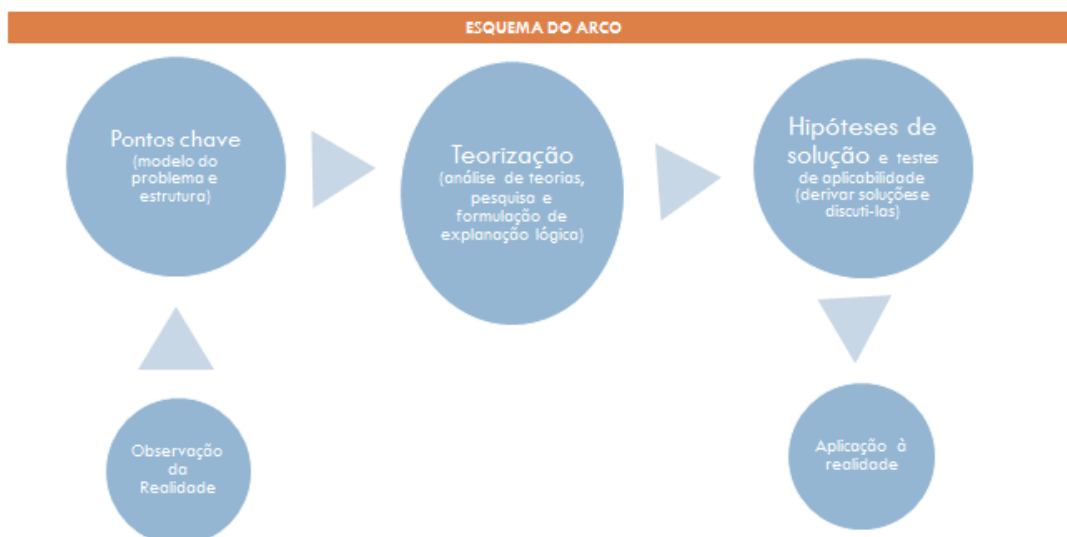 ESQUEMA DO ARCO
Pontos chave
(modelo do
problema e
estrutura)
Teorização
(análise de teorias,
pesquisa e
formulação de
explanação lógica)
Hipóteses de
solução e testes
de aplicabilidade
(derivar soluções e
discuti-las)
Observação
da
Realidade
Aplicação à
realidade